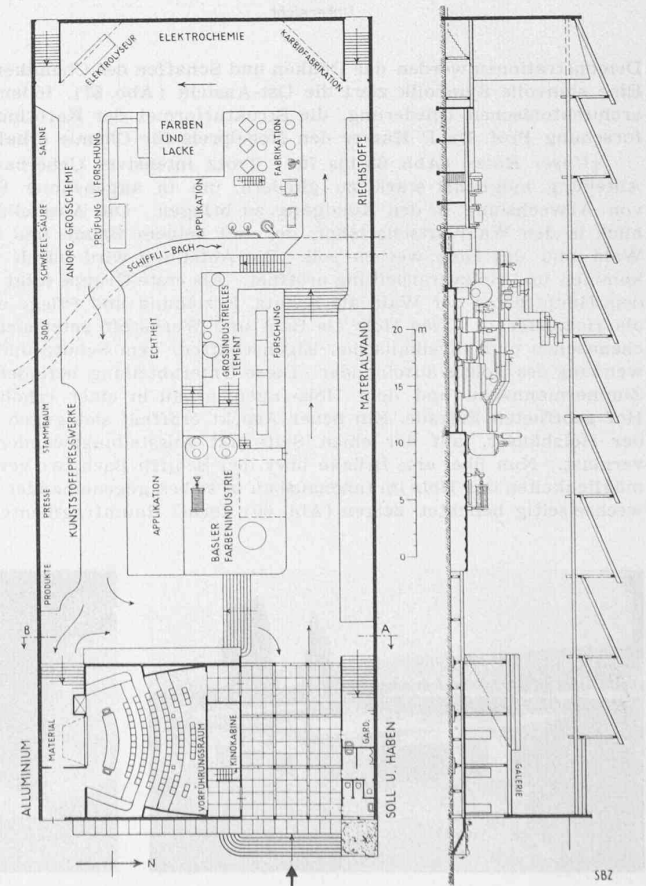 ELEKTROCHEMIE
ELEKTROLYSEUR
KARBIDFABRIKATION
SALINE
SCHWEFEL-SÄURE
SODA
STAMMBAUM
PRESSE
PRODUKTE
ANORG. GROSSCHEMIE
KUNSTSTOFFPRESSWERK
PRÜFUNG U. FORSCHUNG
FARBEN
UND
LACKE
APPLIKATION
FABRIKATION
RIECHSTOFFE
SCHIFFLI-BACH
ECHTHEIT
GROSSINDUSTRIELLES
ELEMENT
FORSCHUNG
MATERIALWAND
APPLIKATION
BASLER
FARBENINDUSTRIE
20 m
15
10
5
0
B
A
ALLUMINIUM
MATERIAL
VORFÜHRUNGSRAUM
KINOKABINE
GARD.
SOLL U. HABEN
GALERIE
N
SBZ